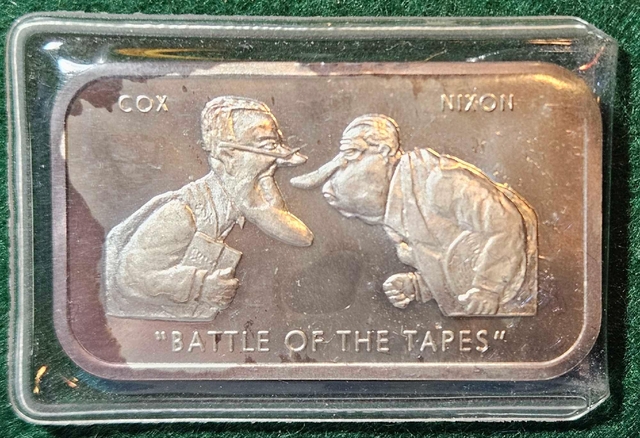 COX NIXON
"BATTLE OF THE TAPES"